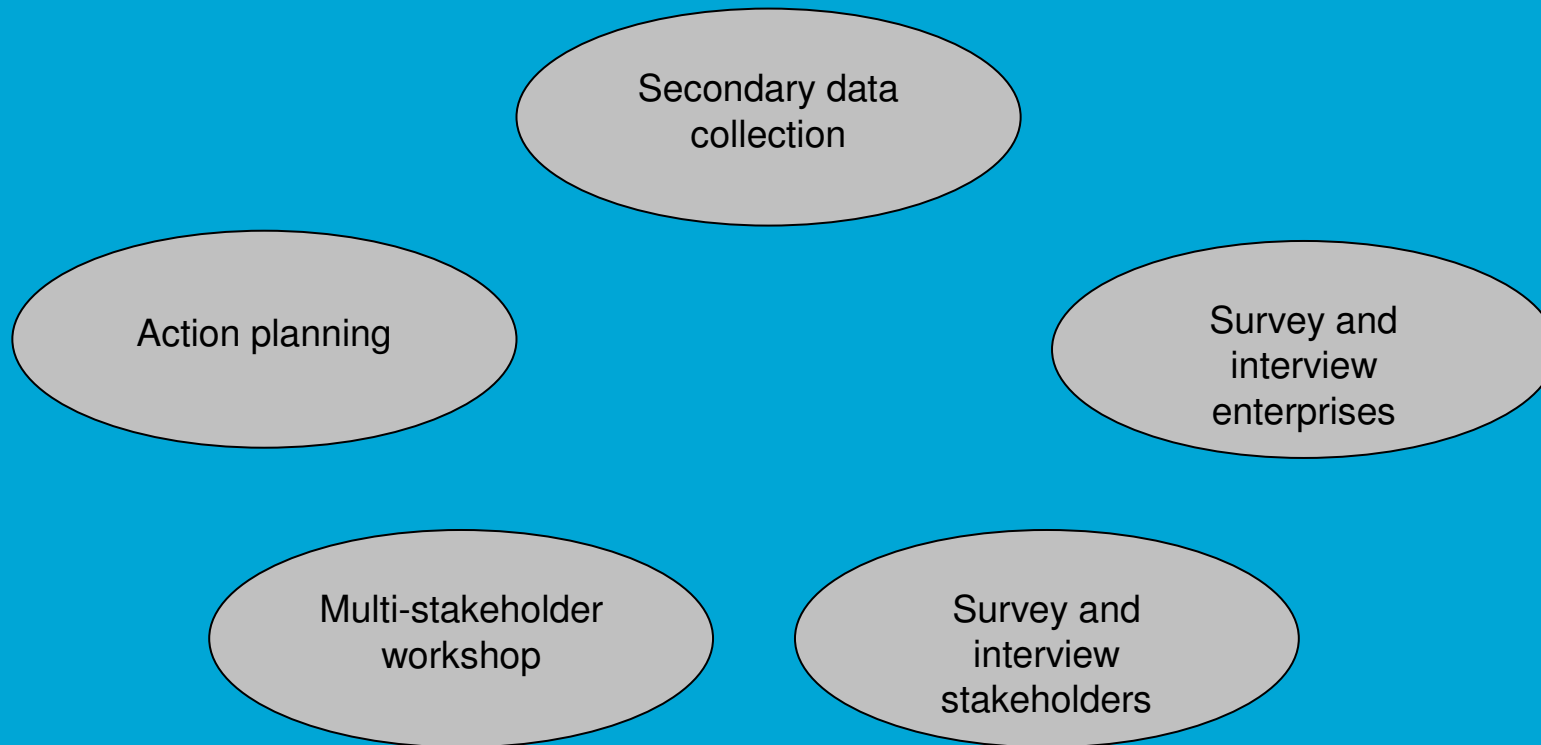 Secondary data
collection
Action planning
Survey and
interview
enterprises
Multi-stakeholder
workshop
Survey and
interview
stakeholders